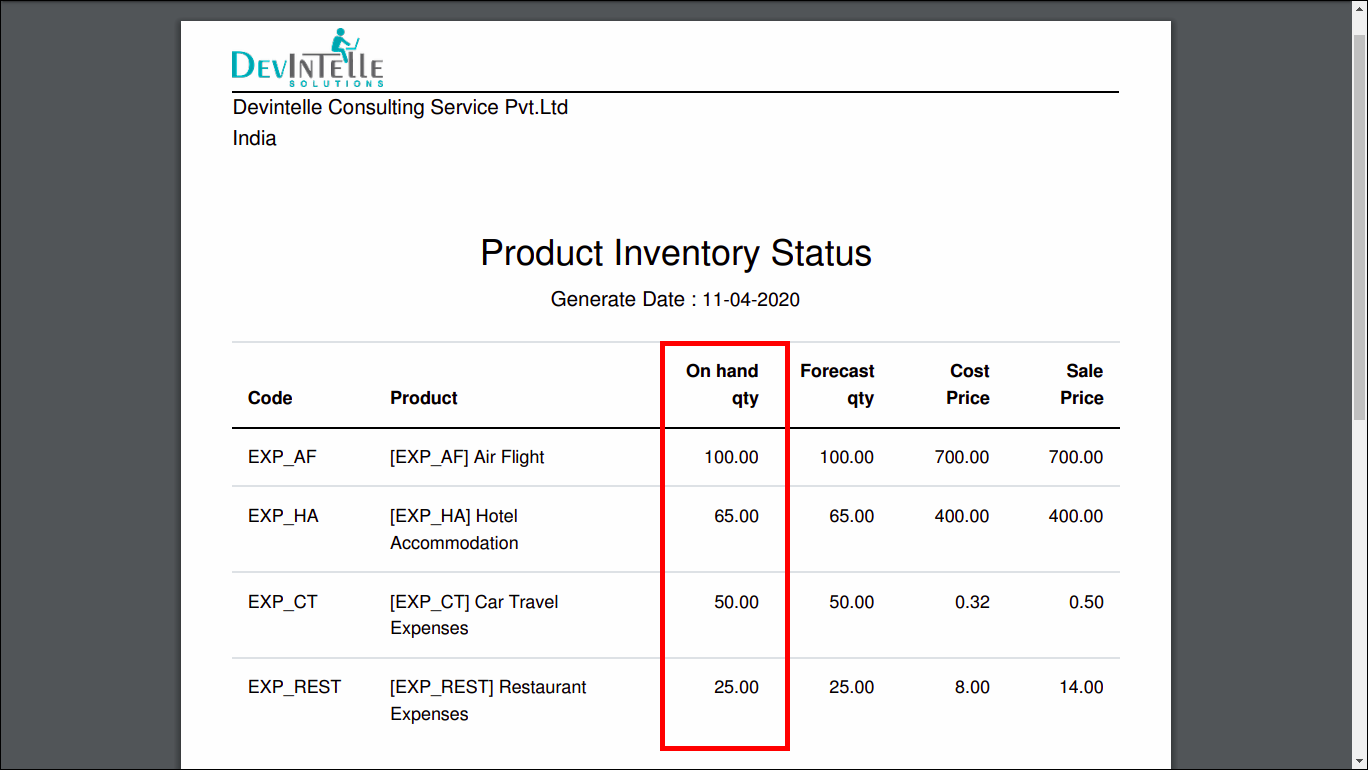 DEVINTELLE
SOLUTIONS
Devintelle Consulting Service Pvt.Ltd
India
Product Inventory Status
Generate Date : 11-04-2020
Code Product On hand qty Forecast qty Cost Price Sale Price
EXP_AF [EXP_AF] Air Flight 100.00 100.00 700.00 700.00
EXP_HA [EXP_HA] Hotel 65.00 65.00 400.00 400.00
Accommodation
EXP_CT [EXP_CT] Car Travel 50.00 50.00 0.32 0.50
Expenses
EXP_REST [EXP_REST] Restaurant 25.00 25.00 8.00 14.00
Expenses